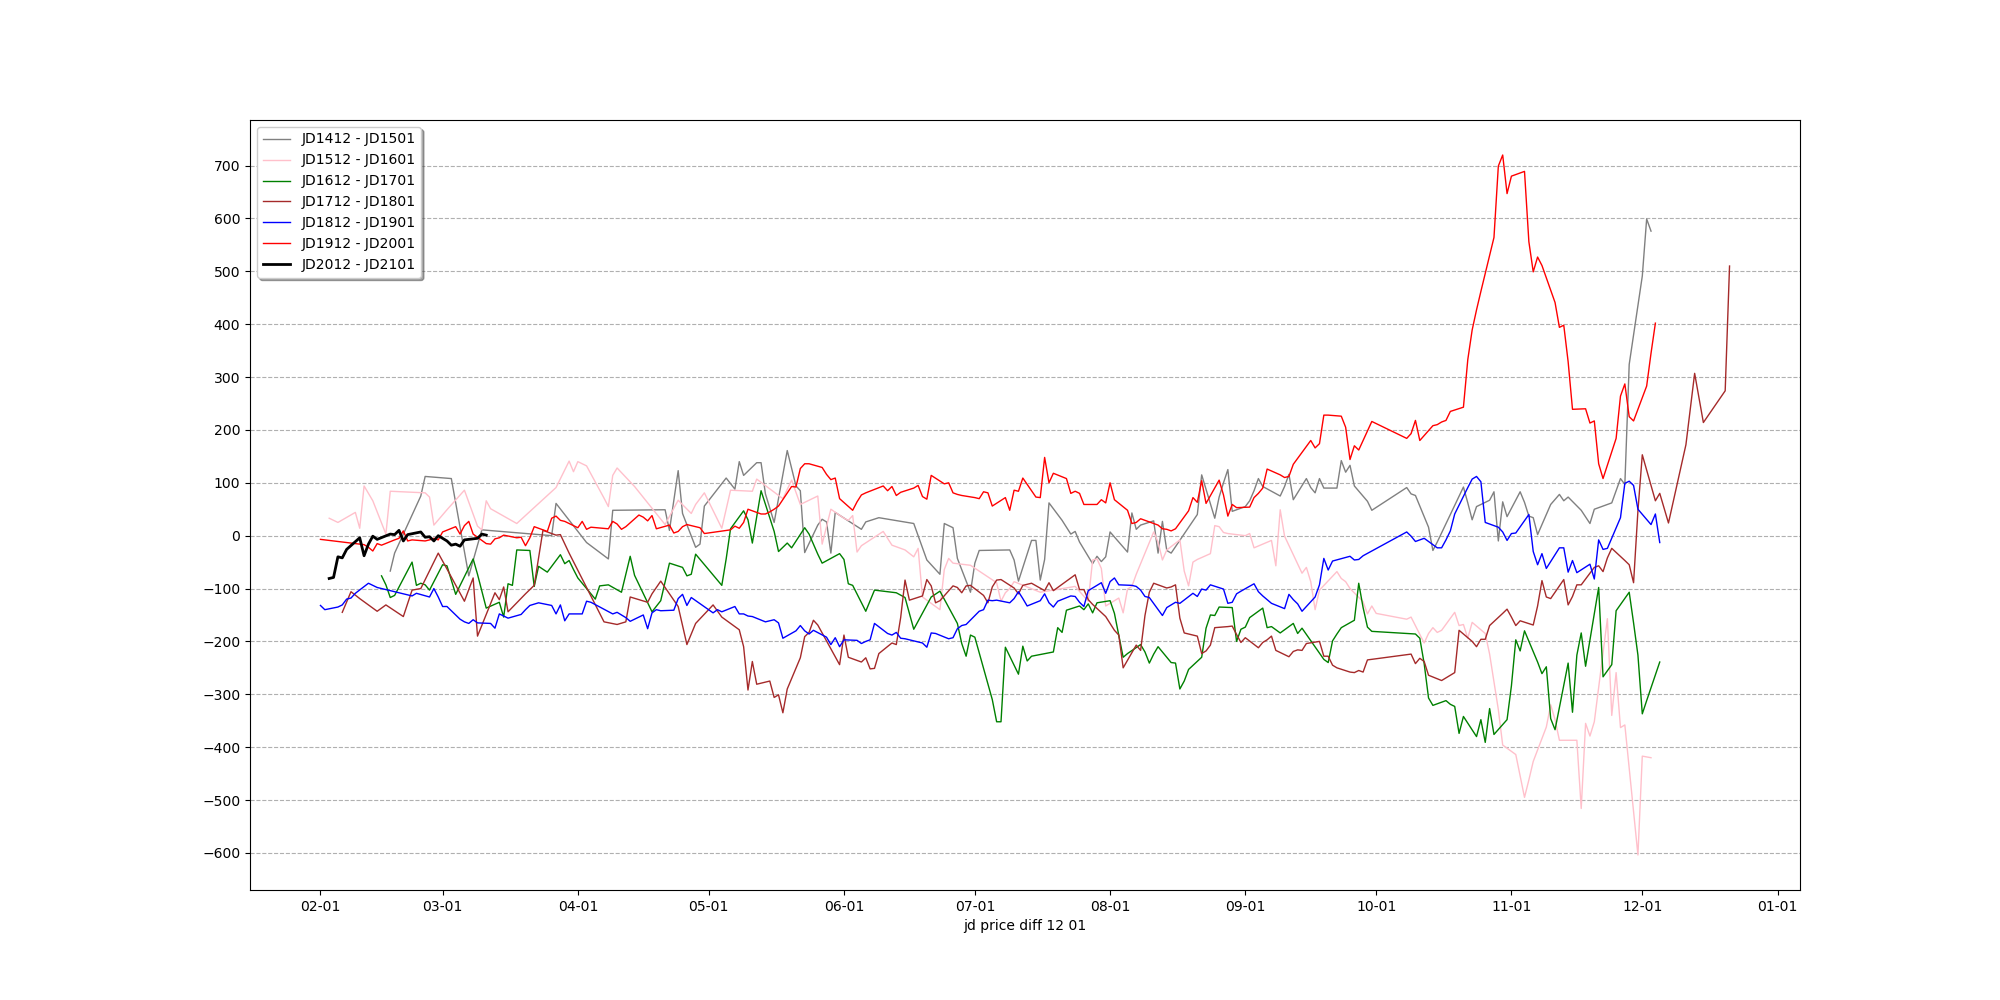 JD1412 - JD1501
JD1512 - JD1601
JD1612 - JD1701
JD1712 - JD1801
JD1812 - JD1901
JD1912 - JD2001
JD2012 - JD2101
700
600
500
400
300
200
100
0
−100
−200
−300
−400
−500
−600
02-01 03-01 04-01 05-01 06-01 07-01 08-01 09-01 10-01 11-01 12-01 01-01
jd price diff 12 01